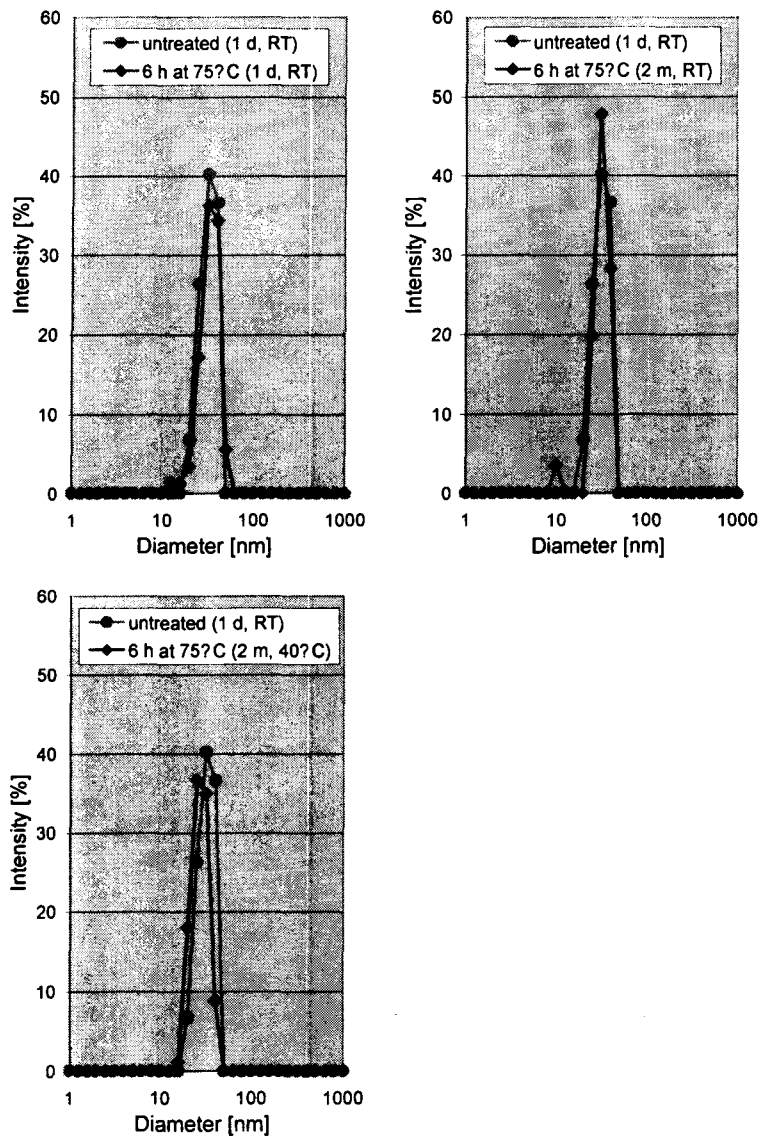 60
50
40
30
20
10
0
Intensity [%]
untreated (1 d, RT)
6 h at 75?C (1 d, RT)
1 10 100 1000
Diameter [nm]
60
50
40
30
20
10
0
Intensity [%]
untreated (1 d, RT)
6 h at 75?C (2 m, RT)
1 10 100 1000
Diameter [nm]
60
50
40
30
20
10
0
Intensity [%]
untreated (1 d, RT)
6 h at 75?C (2 m, 40?C)
1 10 100 1000
Diameter [nm]